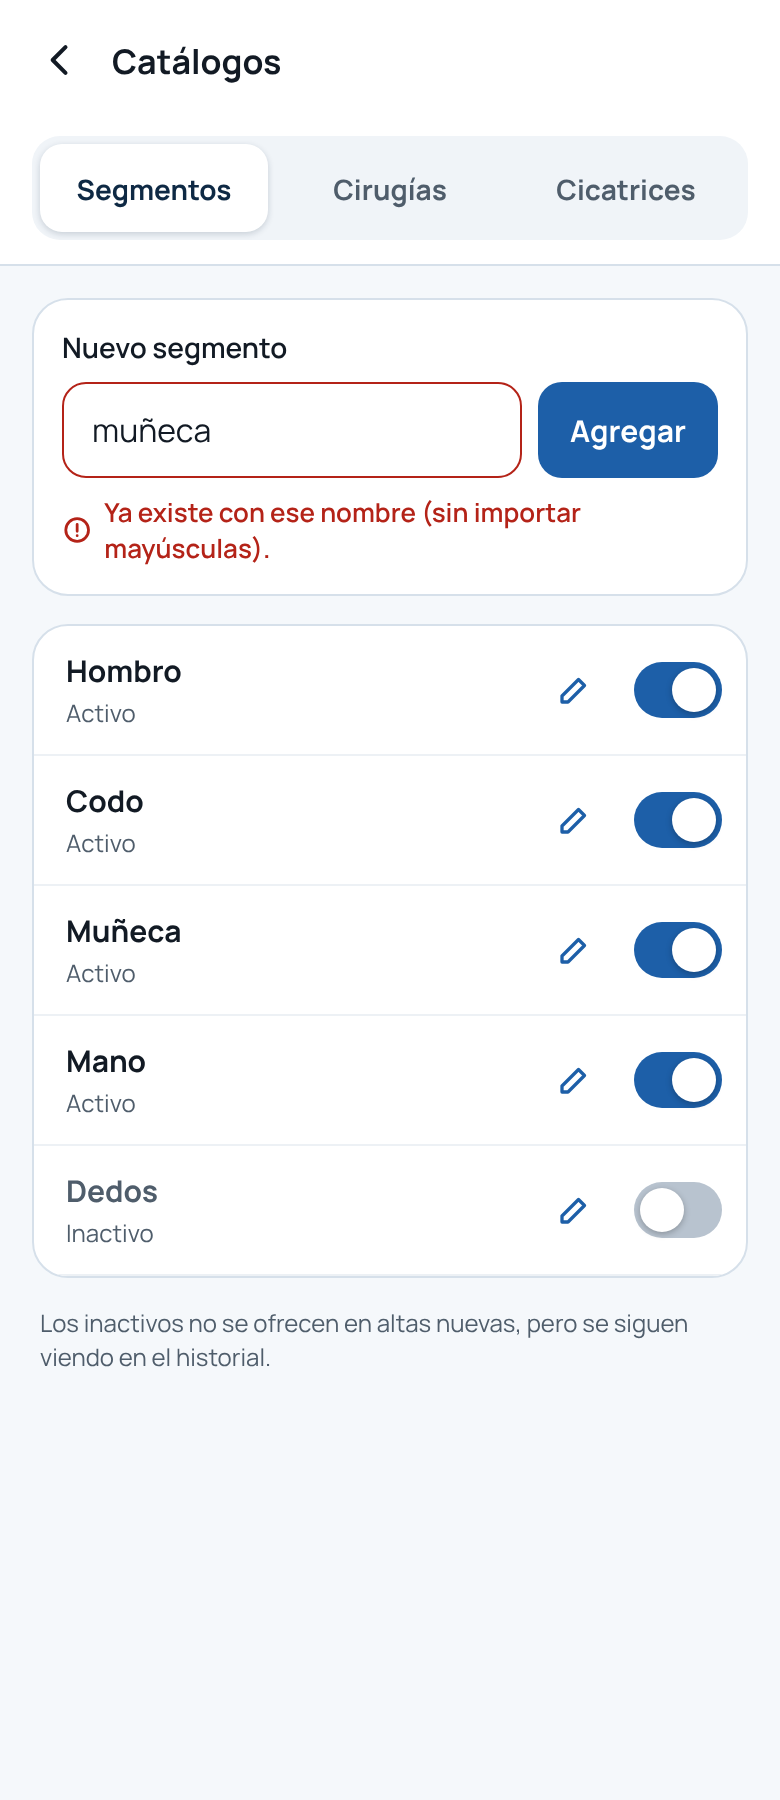 Catálogos
Segmentos
Cirugías
Cicatrices
Nuevo segmento
muñeca
Agregar
Ya existe con ese nombre (sin importar
mayúsculas).
Hombro
Activo
Codo
Activo
Muñeca
Activo
Mano
Activo
Dedos
Inactivo
Los inactivos no se ofrecen en altas nuevas, pero se siguen
viendo en el historial.